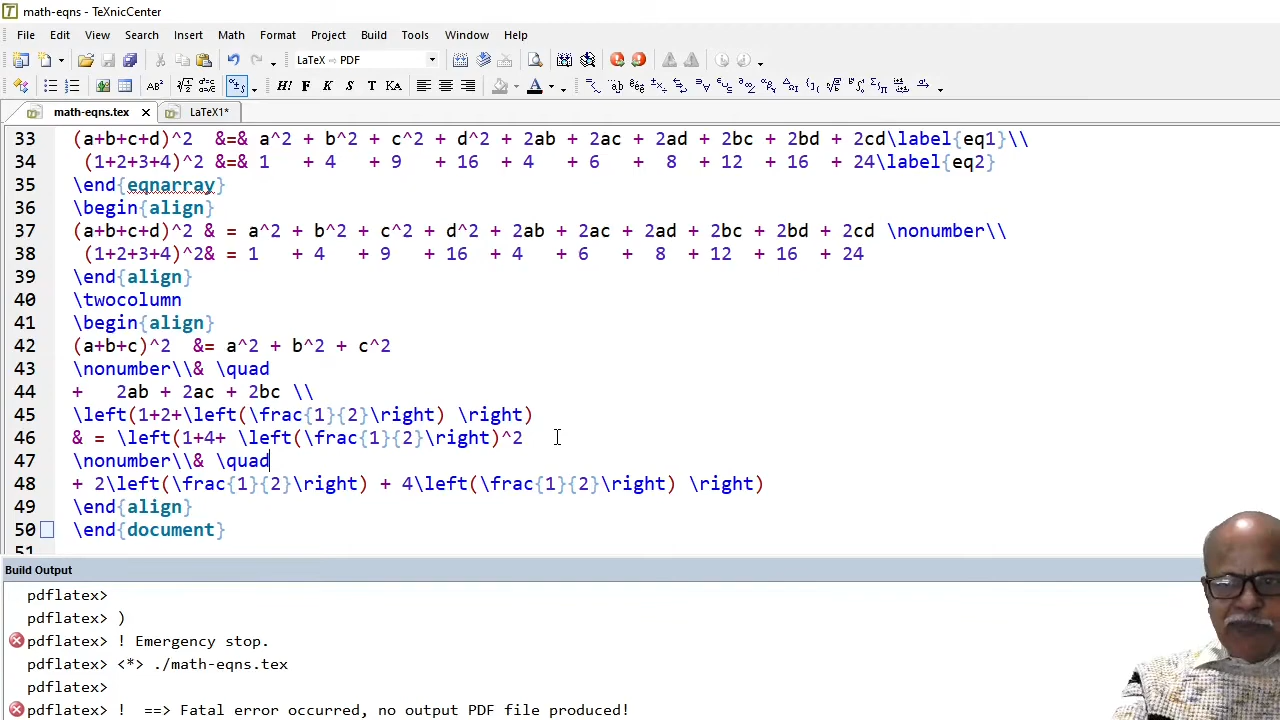 math-eqns - TeXnicCenter
File Edit View Search Insert Math Format Project Build Tools Window Help
LaTeX → PDF
math-eqns.tex LaTeX1*
33 (a+b+c+d)^2 &=& a^2 + b^2 + c^2 + d^2 + 2ab + 2ac + 2ad + 2bc + 2bd + 2cd\label{eq1}\\
34 (1+2+3+4)^2 &=& 1 + 4 + 9 + 16 + 4 + 6 + 8 + 12 + 16 + 24\label{eq2}
35 \end{eqnarray}
36 \begin{align}
37 (a+b+c+d)^2 & = a^2 + b^2 + c^2 + d^2 + 2ab + 2ac + 2ad + 2bc + 2bd + 2cd \nonumber\\
38 (1+2+3+4)^2& = 1 + 4 + 9 + 16 + 4 + 6 + 8 + 12 + 16 + 24
39 \end{align}
40 \twocolumn
41 \begin{align}
42 (a+b+c)^2 &= a^2 + b^2 + c^2
43 \nonumber\\& \quad
44 + 2ab + 2ac + 2bc \\
45 \left(1+2+\left(\frac{1}{2}\right) \right)
46 & = \left(1+4+ \left(\frac{1}{2}\right)^2
47 \nonumber\\& \quad
48 + 2\left(\frac{1}{2}\right) + 4\left(\frac{1}{2}\right) \right)
49 \end{align}
50 \end{document}
51
Build Output
pdflatex>
pdflatex> )
pdflatex> ! Emergency stop.
pdflatex> <*> ./math-eqns.tex
pdflatex>
pdflatex> ! ==> Fatal error occurred, no output PDF file produced!